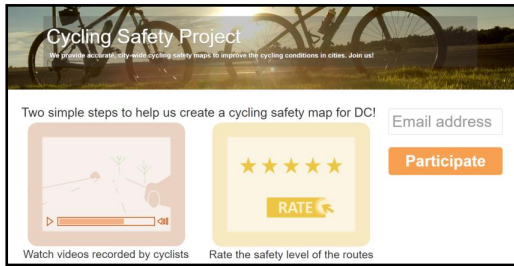 Cycling Safety Project
We provide accurate, city-wide cycling safety maps to improve the cycling conditions in cities. Join us!
Two simple steps to help us create a cycling safety map for DC!
Email address
Participate
RATE
Watch videos recorded by cyclists
Rate the safety level of the routes